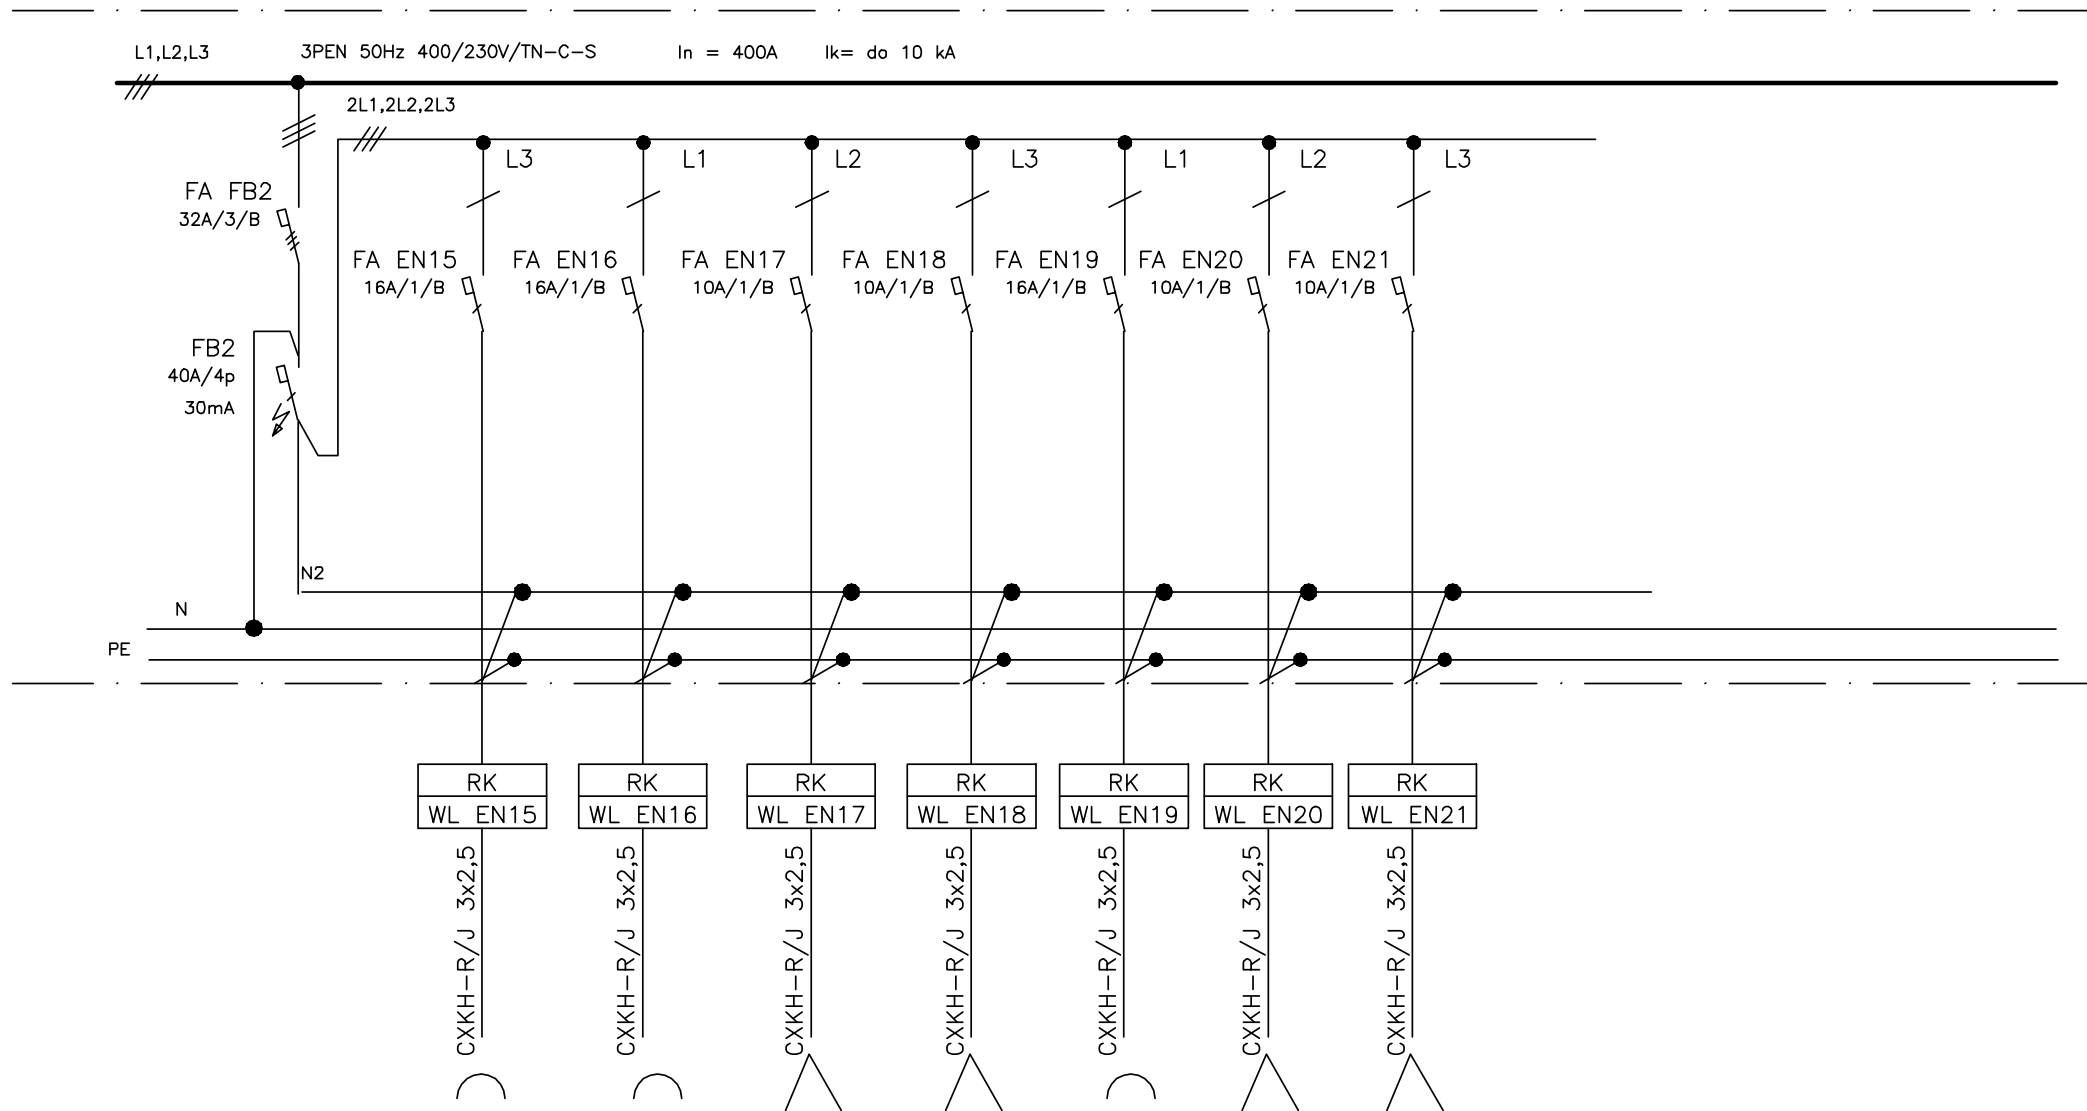 L1,L2,L3 3PEN 50Hz 400/230V/TN-C-S In = 400A Ik= do 10 kA
2L1,2L2,2L3
L3 L1 L2 L3 L1 L2 L3
FA FB2
32A/3/B
FA EN15 FA EN16 FA EN17 FA EN18 FA EN19 FA EN20 FA EN21
16A/1/B 16A/1/B 10A/1/B 10A/1/B 16A/1/B 10A/1/B 10A/1/B
FB2
40A/4p
30mA
N2
N
PE
RK RK RK RK RK RK RK
WL EN15 WL EN16 WL EN17 WL EN18 WL EN19 WL EN20 WL EN21
CXKH-R/J 3x2,5
CXKH-R/J 3x2,5
CXKH-R/J 3x2,5
CXKH-R/J 3x2,5
CXKH-R/J 3x2,5
CXKH-R/J 3x2,5
CXKH-R/J 3x2,5